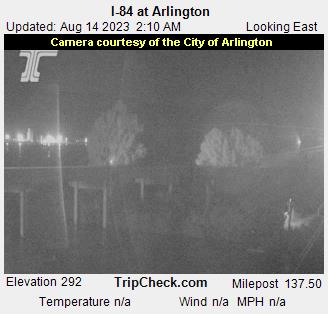 I-84 at Arlington
Updated: Aug 14 2023 2:10 AM Looking East
Camera courtesy of the City of Arlington
Elevation 292 TripCheck.com Milepost 137.50
Temperature n/a Wind n/a MPH n/a